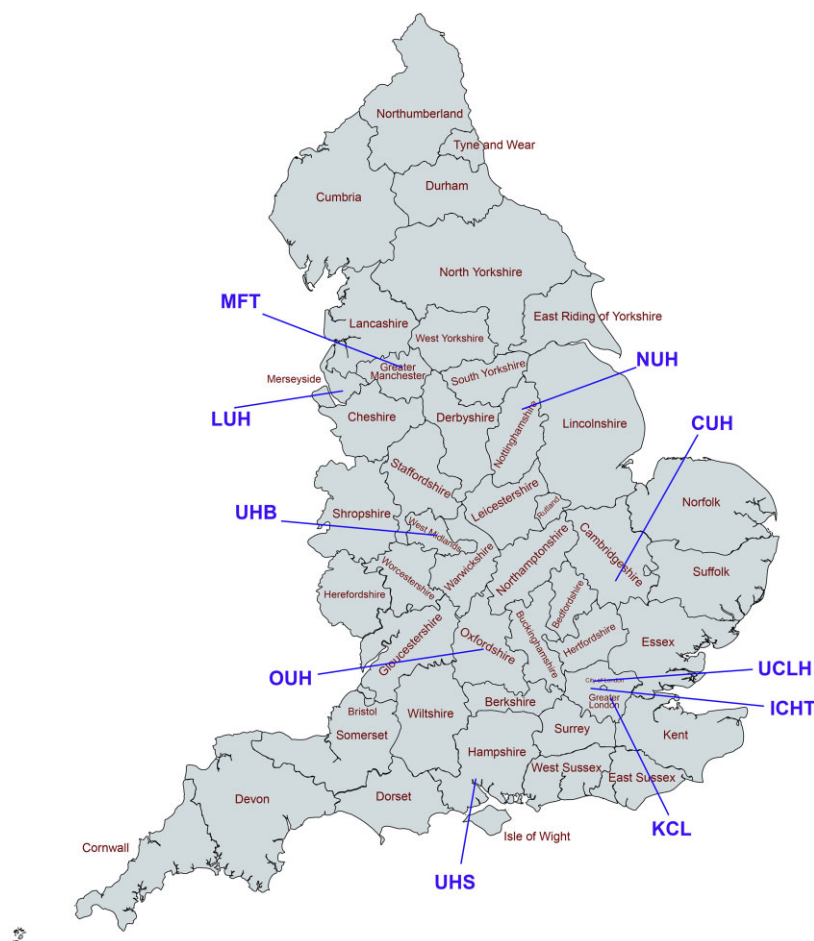 Northumberland
Tyne and Wear
Durham
Cumbria
North Yorkshire
MFT
East Riding of Yorkshire
Lancashire
West Yorkshire
NUH
Greater
Manchester
South Yorkshire
Merseyside
LUH
Cheshire
Derbyshire
Nottinghamshire
Lincolnshire
CUH
Staffordshire
Leicestershire
Rutland
Norfolk
UHB
Shropshire
West Midlands
Cambridgeshire
Northamptonshire
Warwickshire
Worcestershire
Suffolk
Herefordshire
Bedfordshire
Buckinghamshire
Hertfordshire
Essex
Gloucestershire
Oxfordshire
OUH
UCLH
City of London
ICHT
Greater
London
Berkshire
Bristol
Wiltshire
Somerset
Surrey
Kent
Hampshire
West Sussex
East Sussex
Devon
Dorset
KCL
Isle of Wight
Cornwall
UHS